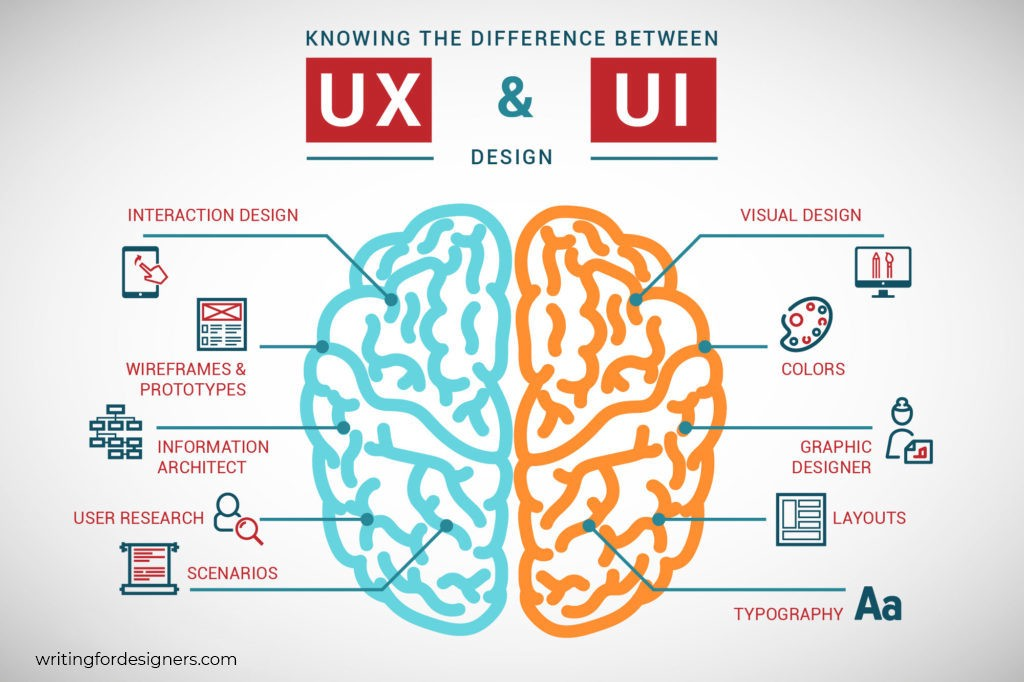 KNOWING THE DIFFERENCE BETWEEN
UX & UI
DESIGN
INTERACTION DESIGN
WIREFRAMES &
PROTOTYPES
INFORMATION
ARCHITECT
USER RESEARCH
SCENARIOS
VISUAL DESIGN
COLORS
GRAPHIC
DESIGNER
LAYOUTS
TYPOGRAPHY Aa
writingfordesigners.com